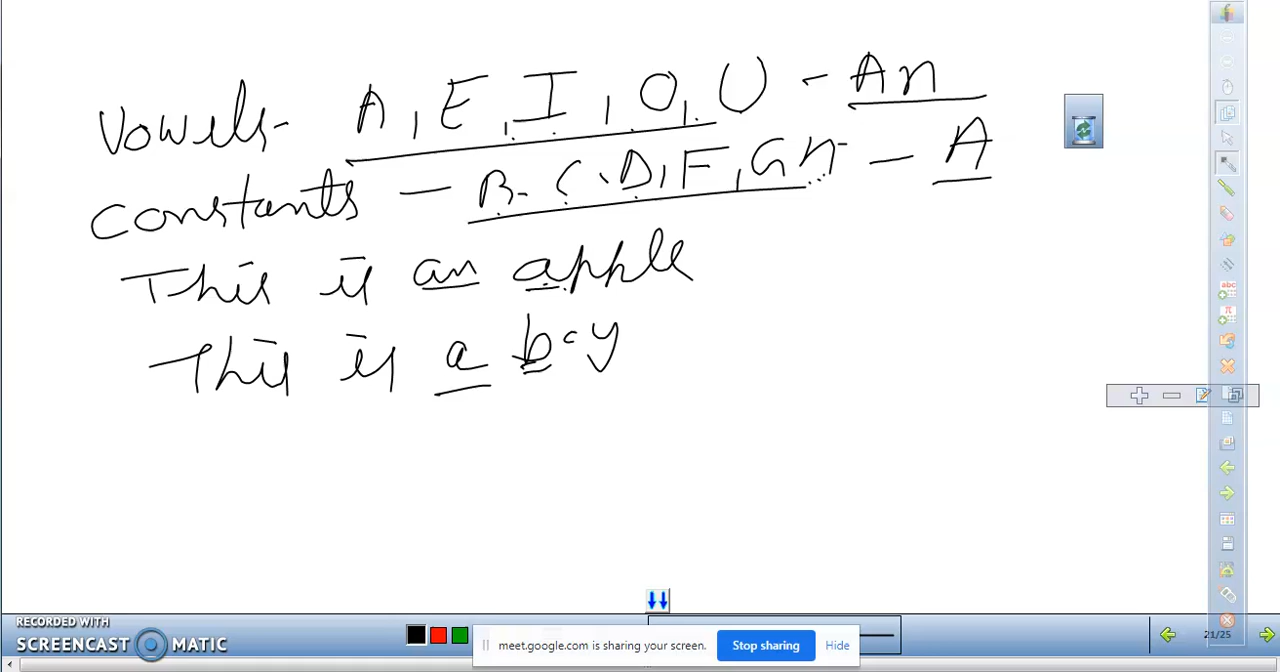 Vowels- A, E, I, O, U - An
Constants - B, C, D, F, G H - A
This is an apple
This is a boy
abc
π
RECORDED WITH
SCREENCAST MATIC
meet.google.com is sharing your screen.
Stop sharing
Hide
21/25